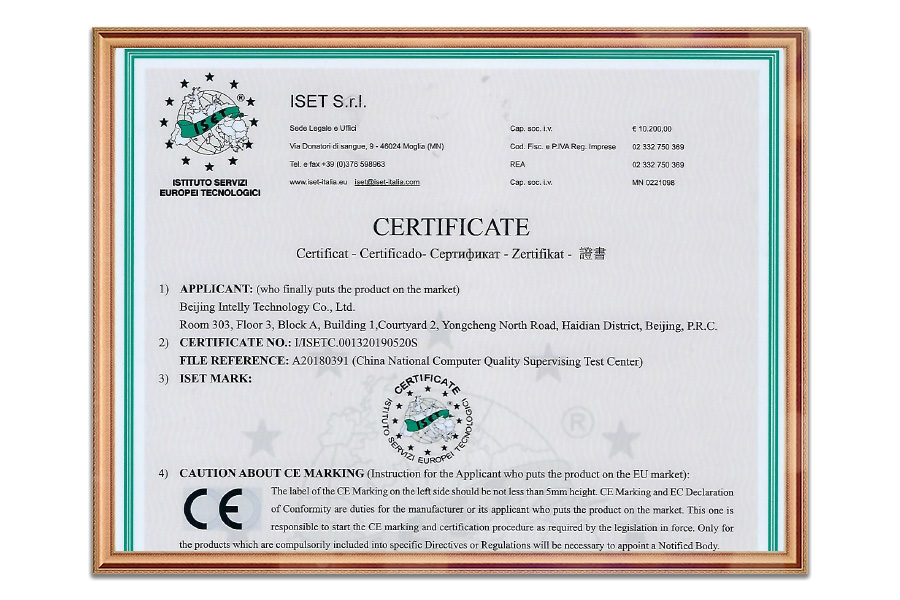 ISET S.r.l.
Sede Legale e Uffici
Via Donatori di sangue, 9 - 46024 Moglia (MN)
Tel. e fax +39 (0)376 598963
www.iset-italia.eu iset@iset-italia.com
Cap. soc. i.v. € 10.200,00
Cod. Fisc. e P.IVA Reg. Imprese 02 332 750 369
REA 02 332 750 369
Cap. soc. i.v. MN 0221098
ISET
®
ISTITUTO SERVIZI
EUROPEI TECNOLOGICI
CERTIFICATE
Certificat - Certificado- Сертификат - Zertifikat - 證書
1) APPLICANT: (who finally puts the product on the market)
Beijing Intelly Technology Co., Ltd.
Room 303, Floor 3, Block A, Building 1,Courtyard 2, Yongcheng North Road, Haidian District, Beijing, P.R.C.
2) CERTIFICATE NO.: I/ISETC.001320190520S
FILE REFERENCE: A20180391 (China National Computer Quality Supervising Test Center)
3) ISET MARK:
CERTIFICATE
ISET
ISTITUTO SERVIZI EUROPEI TECNOLOGICI
®
4) CAUTION ABOUT CE MARKING (Instruction for the Applicant who puts the product on the EU market):
CE
The label of the CE Marking on the left side should be not less than 5mm height. CE Marking and EC Declaration
of Conformity are duties for the manufacturer or its applicant who puts the product on the market. This one is
responsible to start the CE marking and certification procedure as required by the legislation in force. Only for
the products which are compulsorily included into specific Directives or Regulations will be necessary to appoint a Notified Body.